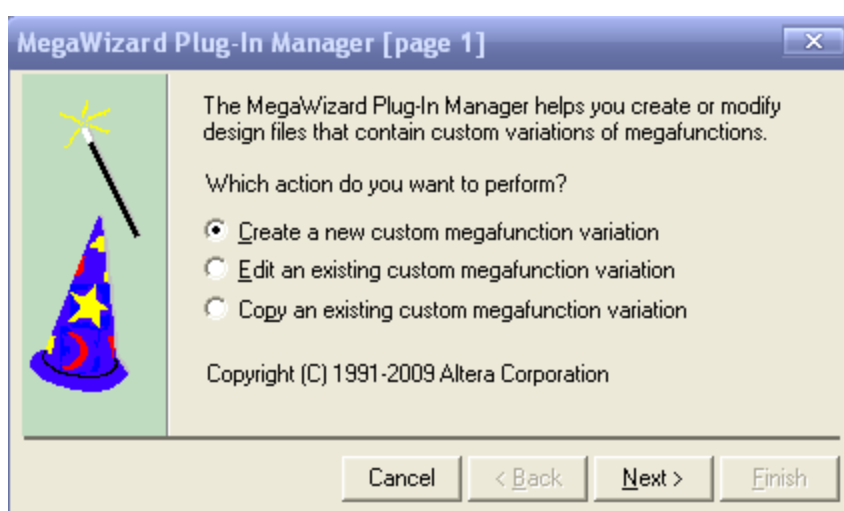 MegaWizard Plug-In Manager [page 1]
The MegaWizard Plug-In Manager helps you create or modify
design files that contain custom variations of megafunctions.
Which action do you want to perform?
Create a new custom megafunction variation
Edit an existing custom megafunction variation
Copy an existing custom megafunction variation
Copyright (C) 1991-2009 Altera Corporation
Cancel < Back Next > Finish